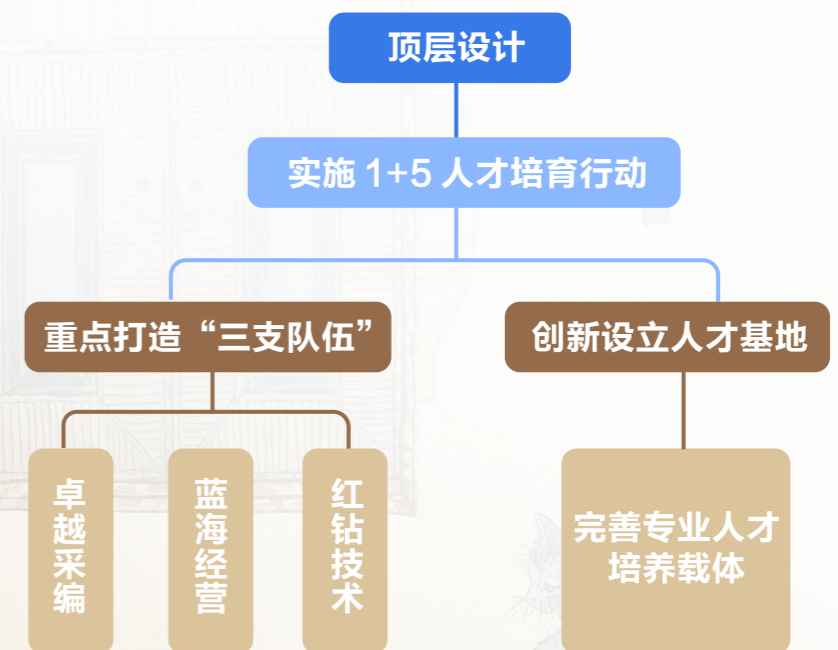 顶层设计
实施1+5人才培育行动
重点打造“三支队伍”
创新设立人才基地
卓越采编
蓝海经营
红钻技术
完善专业人才
培养载体